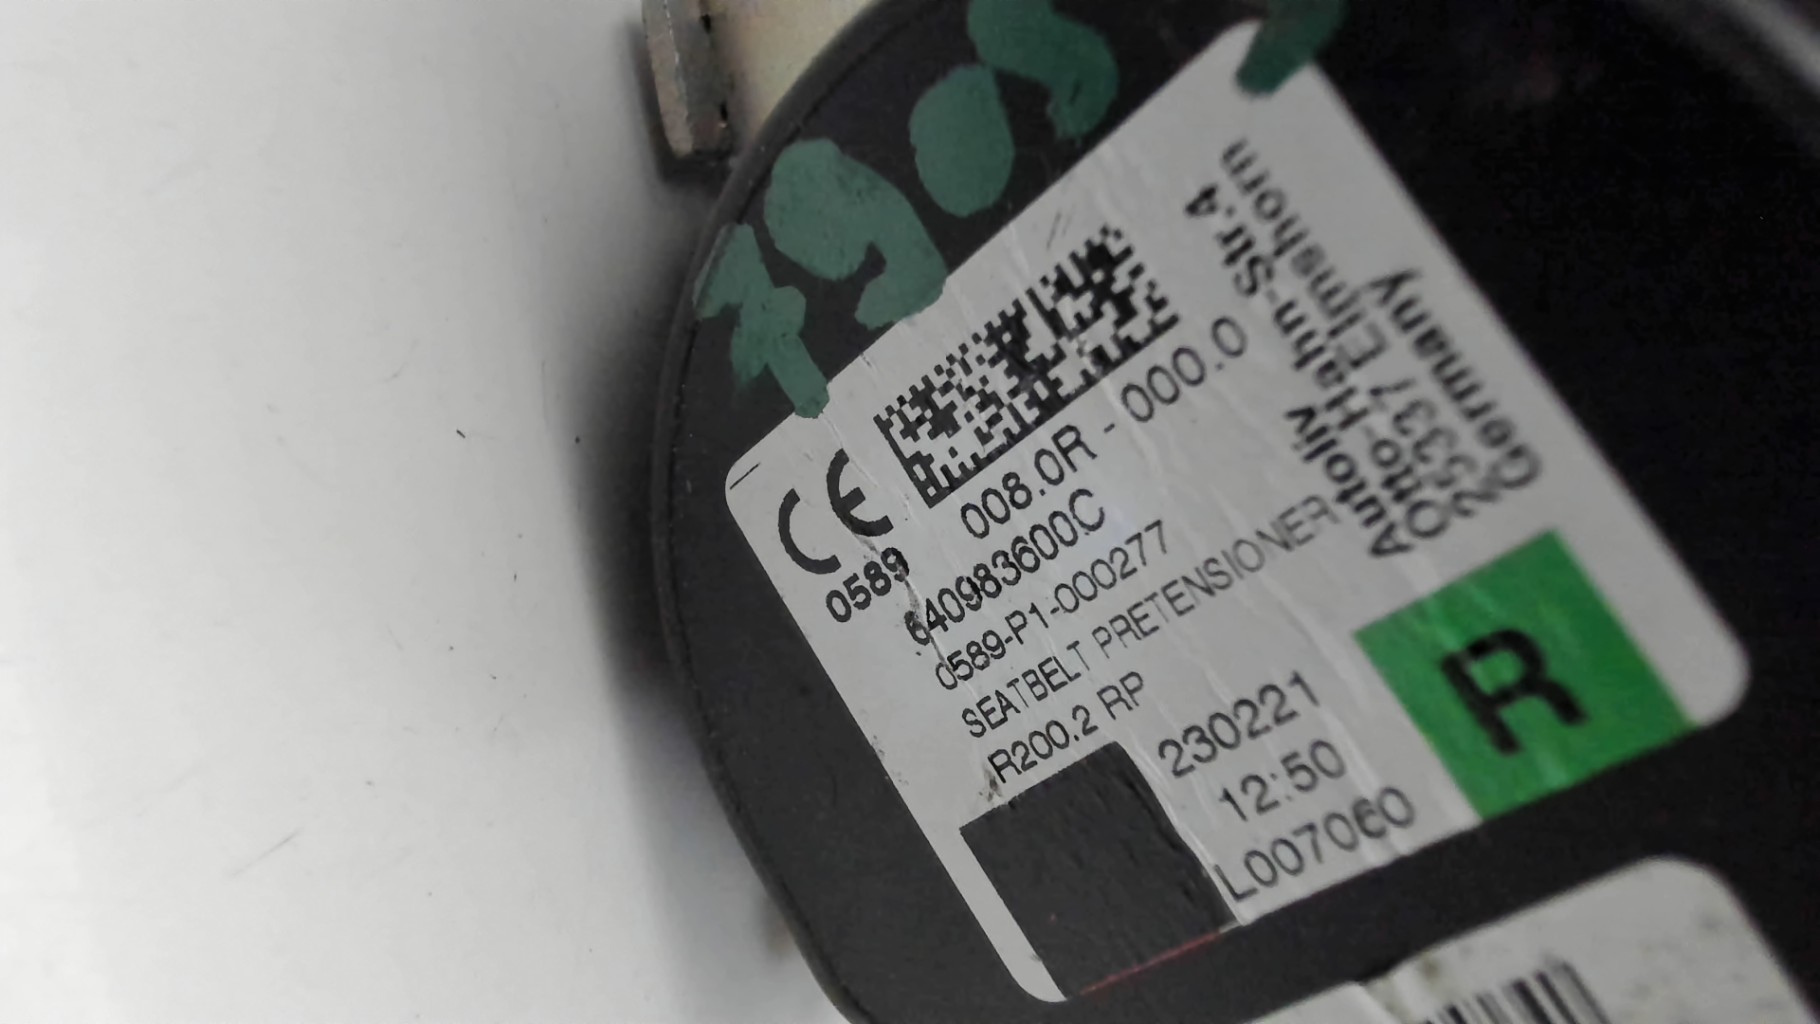 7905
CE
0589
008.0R - 000.0
640983600C
0589-P1-000277
SEATBELT PRETENSIONER
R200.2 RP
230221
12:50
L007060
Autoliv
Otto-Hahn-Str.4
25337 Elmshorn
Germany
R